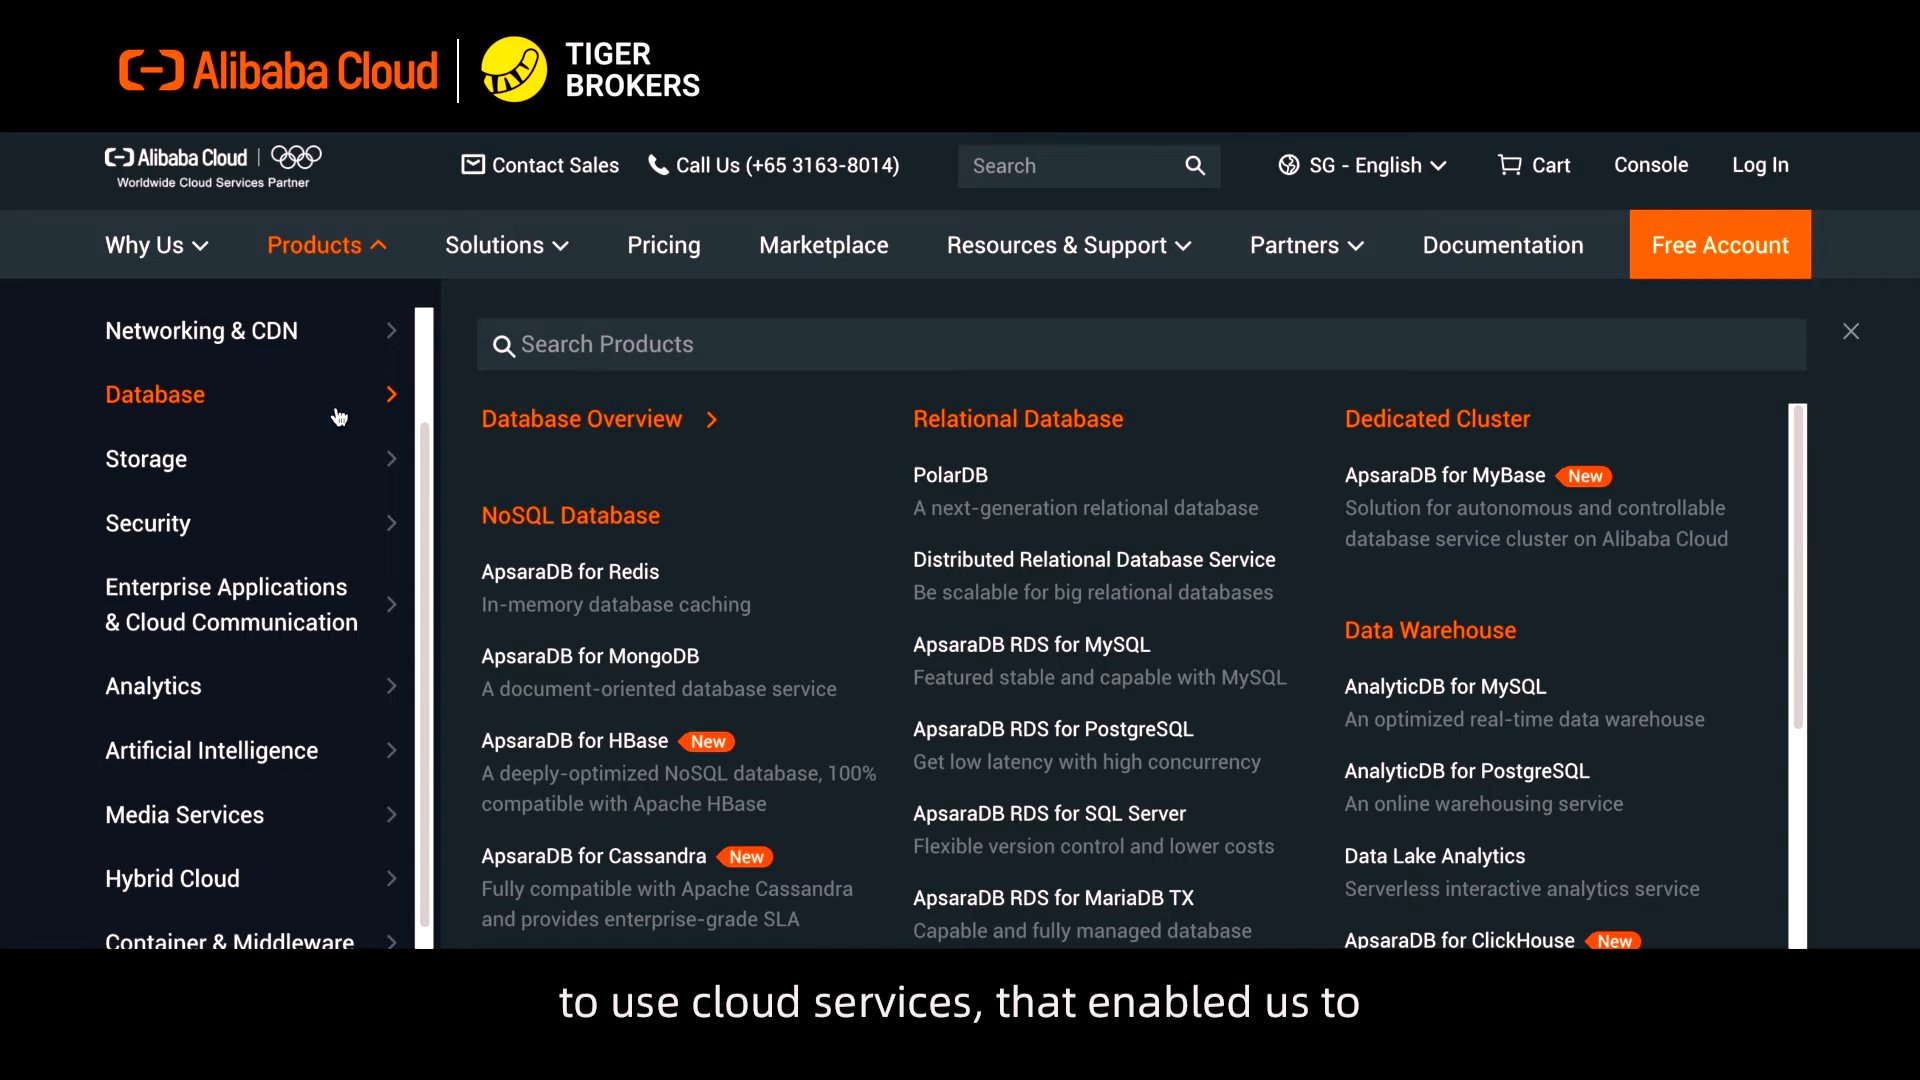 Alibaba Cloud
TIGER
BROKERS
Alibaba Cloud
Worldwide Cloud Services Partner
Contact Sales
Call Us (+65 3163-8014)
Search
SG - English
Cart
Console
Log In
Why Us
Products
Solutions
Pricing
Marketplace
Resources & Support
Partners
Documentation
Free Account
Networking & CDN
Database
Storage
Security
Enterprise Applications
& Cloud Communication
Analytics
Artificial Intelligence
Media Services
Hybrid Cloud
Container & Middleware
Search Products
Database Overview
NoSQL Database
ApsaraDB for Redis
In-memory database caching
ApsaraDB for MongoDB
A document-oriented database service
ApsaraDB for HBase New
A deeply-optimized NoSQL database, 100%
compatible with Apache HBase
ApsaraDB for Cassandra New
Fully compatible with Apache Cassandra
and provides enterprise-grade SLA
Relational Database
PolarDB
A next-generation relational database
Distributed Relational Database Service
Be scalable for big relational databases
ApsaraDB RDS for MySQL
Featured stable and capable with MySQL
ApsaraDB RDS for PostgreSQL
Get low latency with high concurrency
ApsaraDB RDS for SQL Server
Flexible version control and lower costs
ApsaraDB RDS for MariaDB TX
Capable and fully managed database
Dedicated Cluster
ApsaraDB for MyBase New
Solution for autonomous and controllable
database service cluster on Alibaba Cloud
Data Warehouse
AnalyticDB for MySQL
An optimized real-time data warehouse
AnalyticDB for PostgreSQL
An online warehousing service
Data Lake Analytics
Serverless interactive analytics service
ApsaraDB for ClickHouse New
to use cloud services, that enabled us to